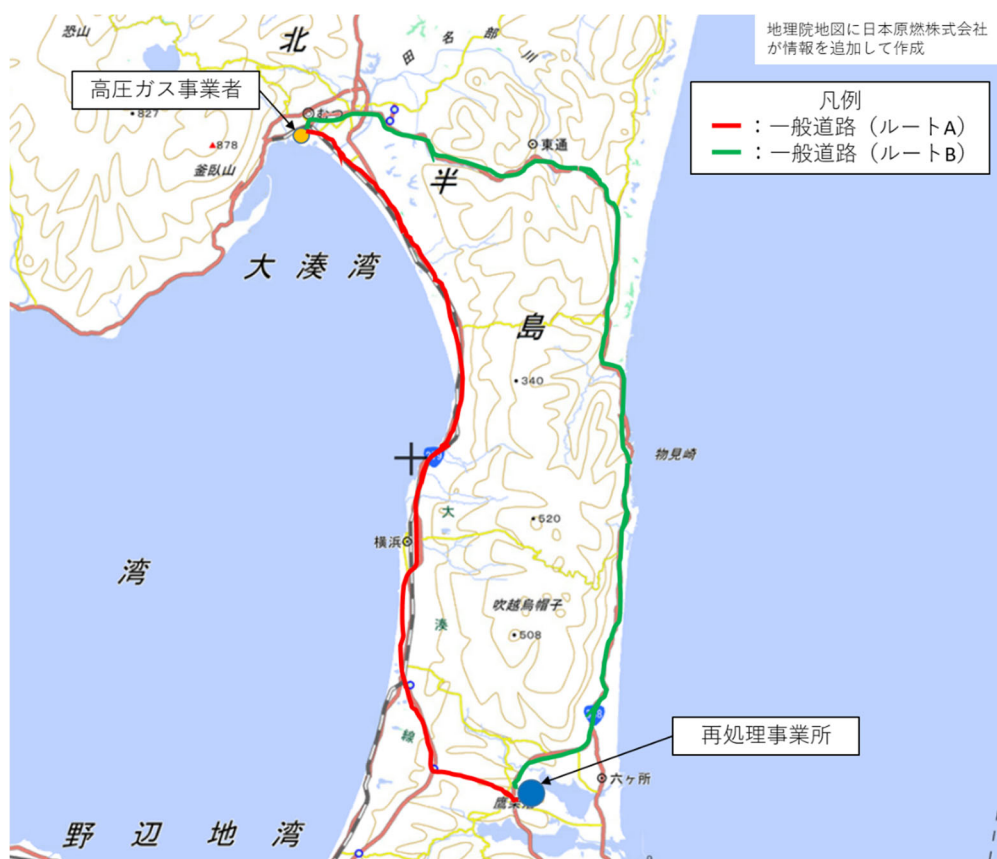 地理院地図に日本原燃株式会社
が情報を追加して作成
恐山
北
田名部川
高圧ガス事業者
むつ
凡例
:一般道路(ルートA)
:一般道路(ルートB)
・827
878
東通
釜臥山
半
大湊湾
島
・340
物見崎
大
・520
横浜
湾
吹越烏帽子
・508
湊
線
再処理事業所
六ヶ所
野辺地湾